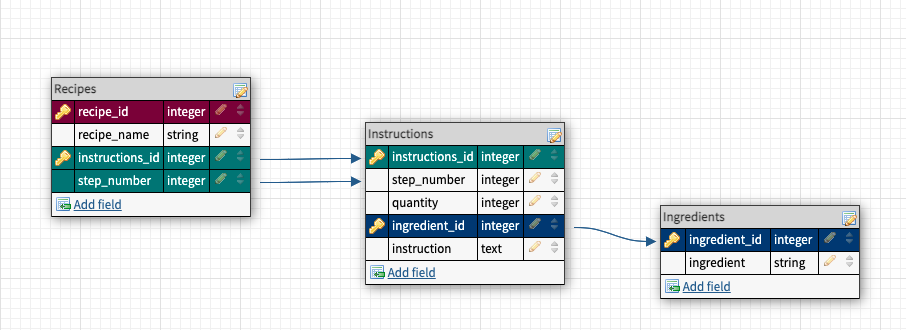 Recipes
recipe_id integer
recipe_name string
instructions_id integer
step_number integer
Add field
Instructions
instructions_id integer
step_number integer
quantity integer
ingredient_id integer
instruction text
Add field
Ingredients
ingredient_id integer
ingredient string
Add field